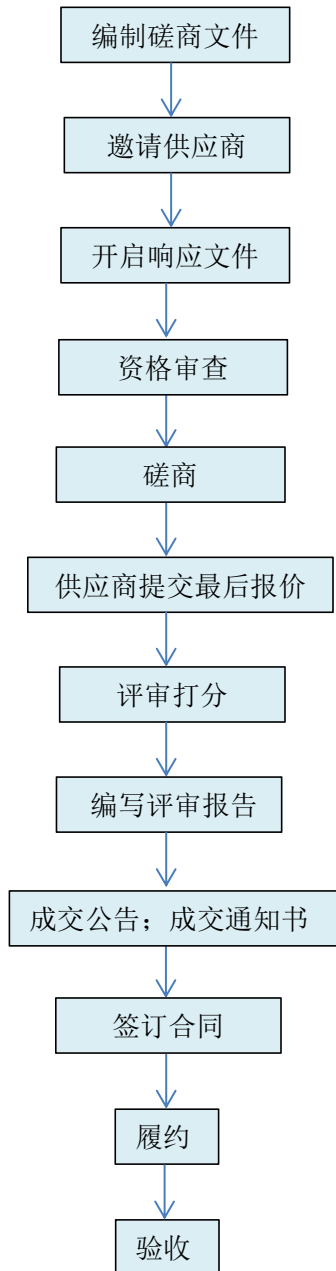 编制磋商文件
邀请供应商
开启响应文件
资格审查
磋商
供应商提交最后报价
评审打分
编写评审报告
成交公告；成交通知书
签订合同
履约
验收